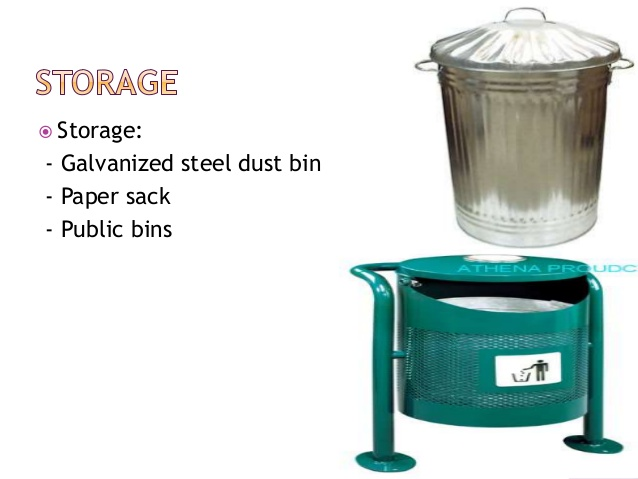 STORAGE
Storage:
- Galvanized steel dust bin
- Paper sack
- Public bins
ATHENA PROUDC